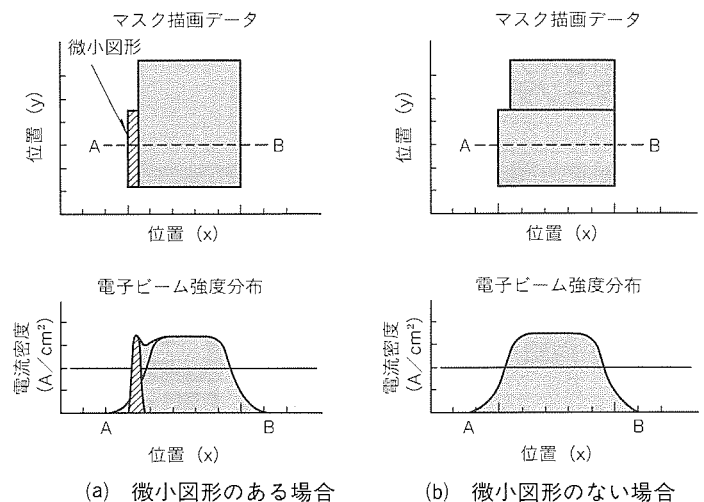 マスク描画データ
微小図形
位置 (y)
A
B
位置 (x)
電子ビーム強度分布
電流密度
(A/cm²)
A
B
位置 (x)
(a) 微小図形のある場合
マスク描画データ
位置 (y)
A
B
位置 (x)
電子ビーム強度分布
電流密度
(A/cm²)
A
B
位置 (x)
(b) 微小図形のない場合